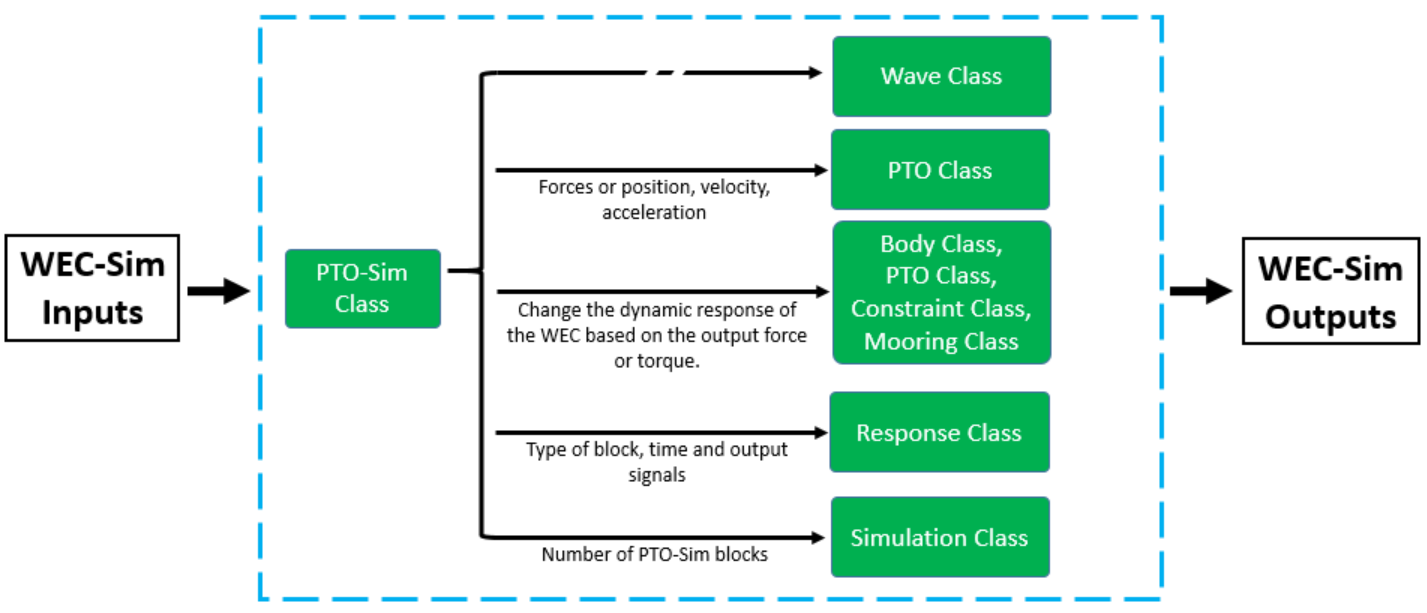 WEC-Sim
Inputs
PTO-Sim
Class
Wave Class
Forces or position, velocity,
acceleration
PTO Class
Change the dynamic response of
the WEC based on the output force
or torque.
Body Class,
PTO Class,
Constraint Class,
Mooring Class
Type of block, time and output
signals
Response Class
Number of PTO-Sim blocks
Simulation Class
WEC-Sim
Outputs